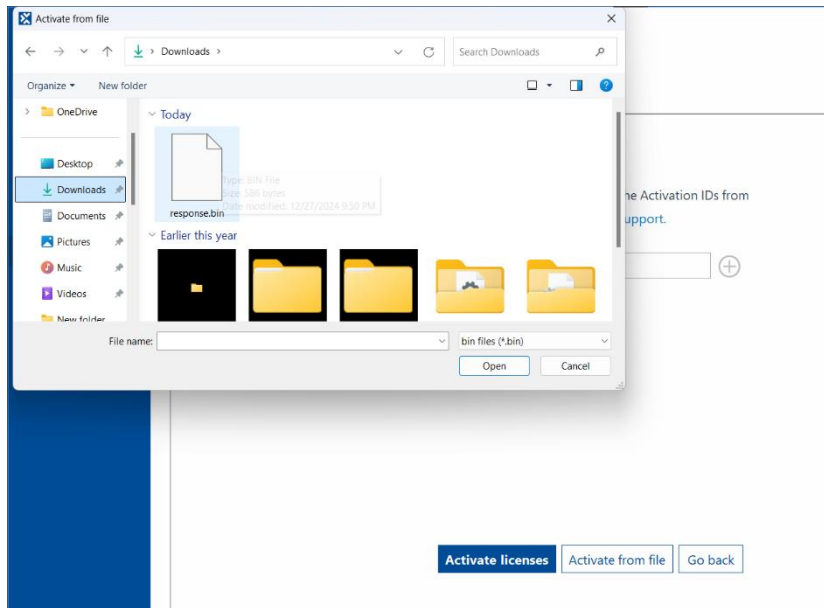 Activate from file
Downloads
Search Downloads
Organize
New folder
OneDrive
Desktop
Downloads
Documents
Pictures
Music
Videos
New folder
Today
response.bin
Type: BIN File
Size: 586 bytes
Date modified: 12/27/2024 9:50 PM
Earlier this year
File name:
bin files (*.bin)
Open
Cancel
ne Activation IDs from
upport.
Activate licenses
Activate from file
Go back